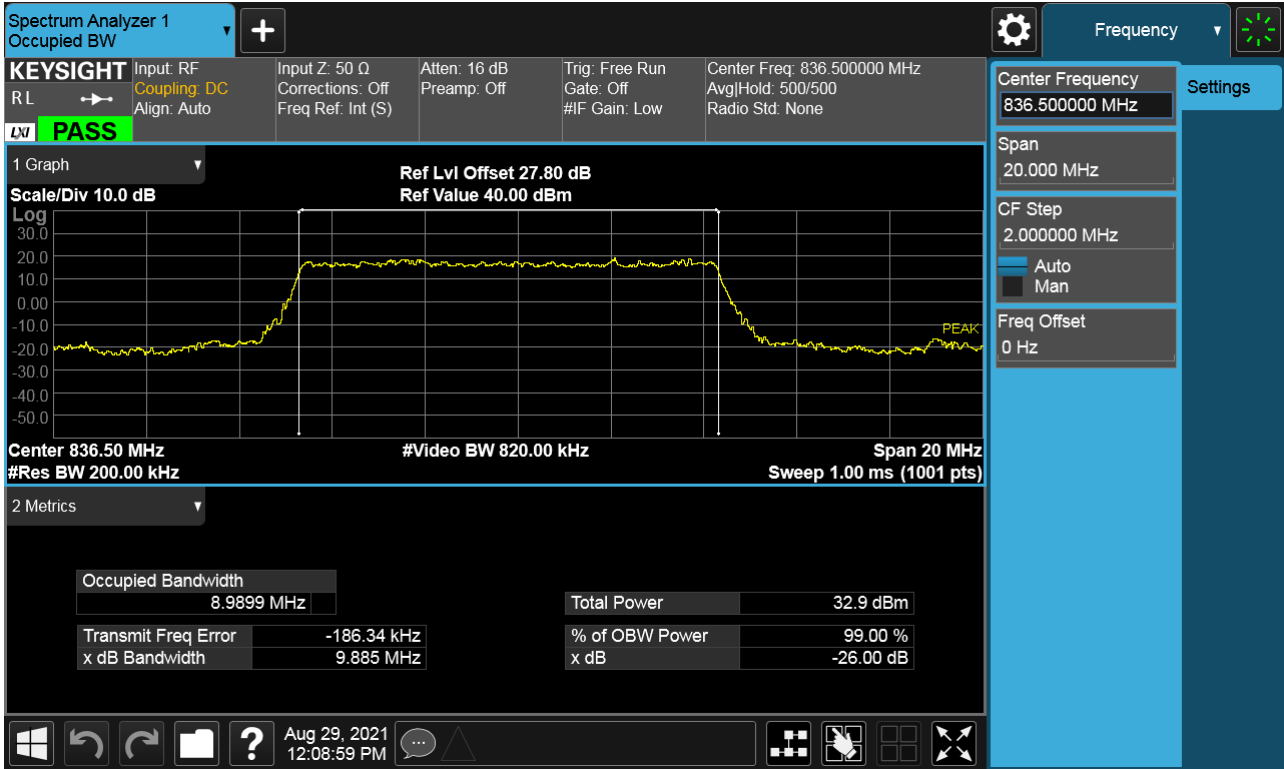 Spectrum Analyzer 1
Occupied BW
Frequency
KEYSIGHT
R L
LXI
PASS
Input: RF
Coupling: DC
Align: Auto
Input Z: 50 Ω
Corrections: Off
Freq Ref: Int (S)
Atten: 16 dB
Preamp: Off
Trig: Free Run
Gate: Off
#IF Gain: Low
Center Freq: 836.500000 MHz
Avg|Hold: 500/500
Radio Std: None
Center Frequency
836.500000 MHz
Settings
Span
20.000 MHz
CF Step
2.000000 MHz
Auto
Man
Freq Offset
0 Hz
1 Graph
Scale/Div 10.0 dB
Ref Lvl Offset 27.80 dB
Ref Value 40.00 dBm
Log
30.0
20.0
10.0
0.00
-10.0
-20.0
-30.0
-40.0
-50.0
PEAK
Center 836.50 MHz
#Video BW 820.00 kHz
Span 20 MHz
#Res BW 200.00 kHz
Sweep 1.00 ms (1001 pts)
2 Metrics
Occupied Bandwidth
8.9899 MHz
Total Power 32.9 dBm
Transmit Freq Error -186.34 kHz
% of OBW Power 99.00 %
x dB Bandwidth 9.885 MHz
x dB -26.00 dB
?
Aug 29, 2021
12:08:59 PM